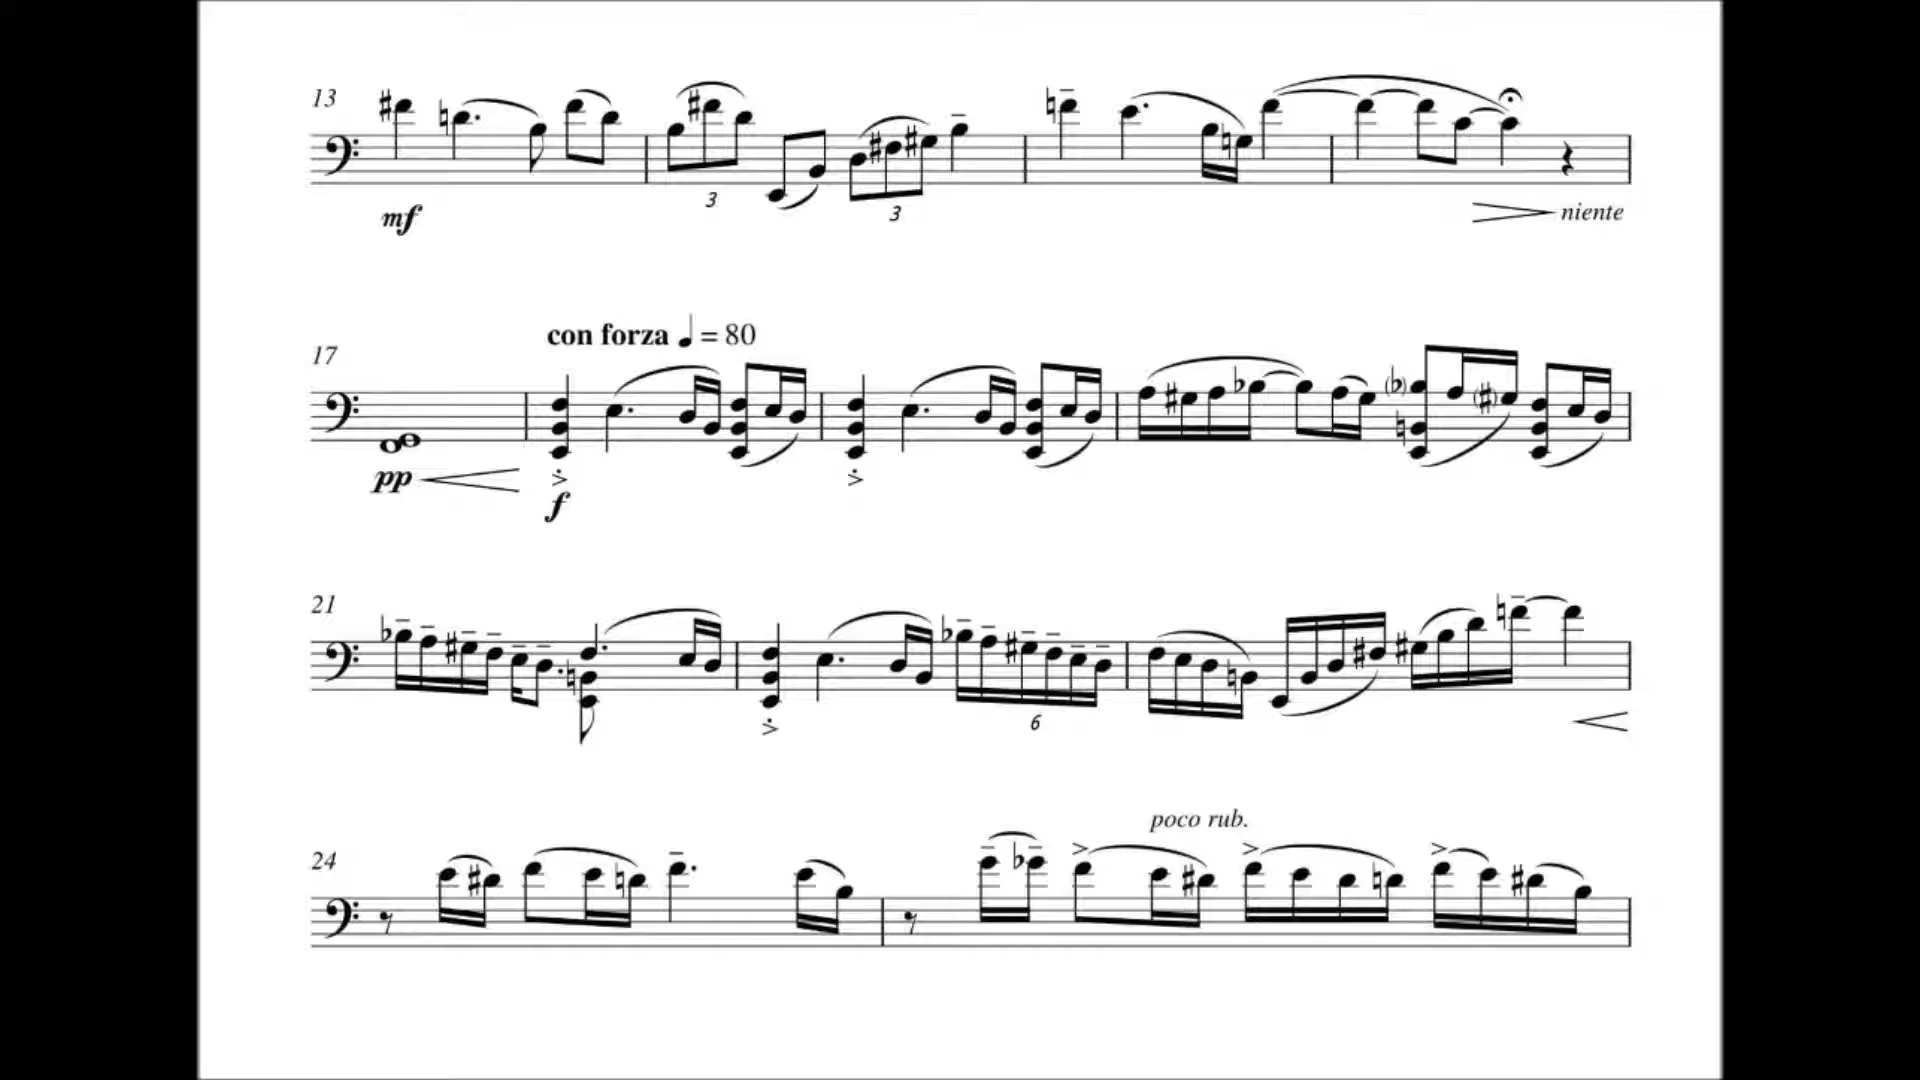 13
mf
3
3
niente
con forza ♩ = 80
17
pp
f
21
6
poco rub.
24